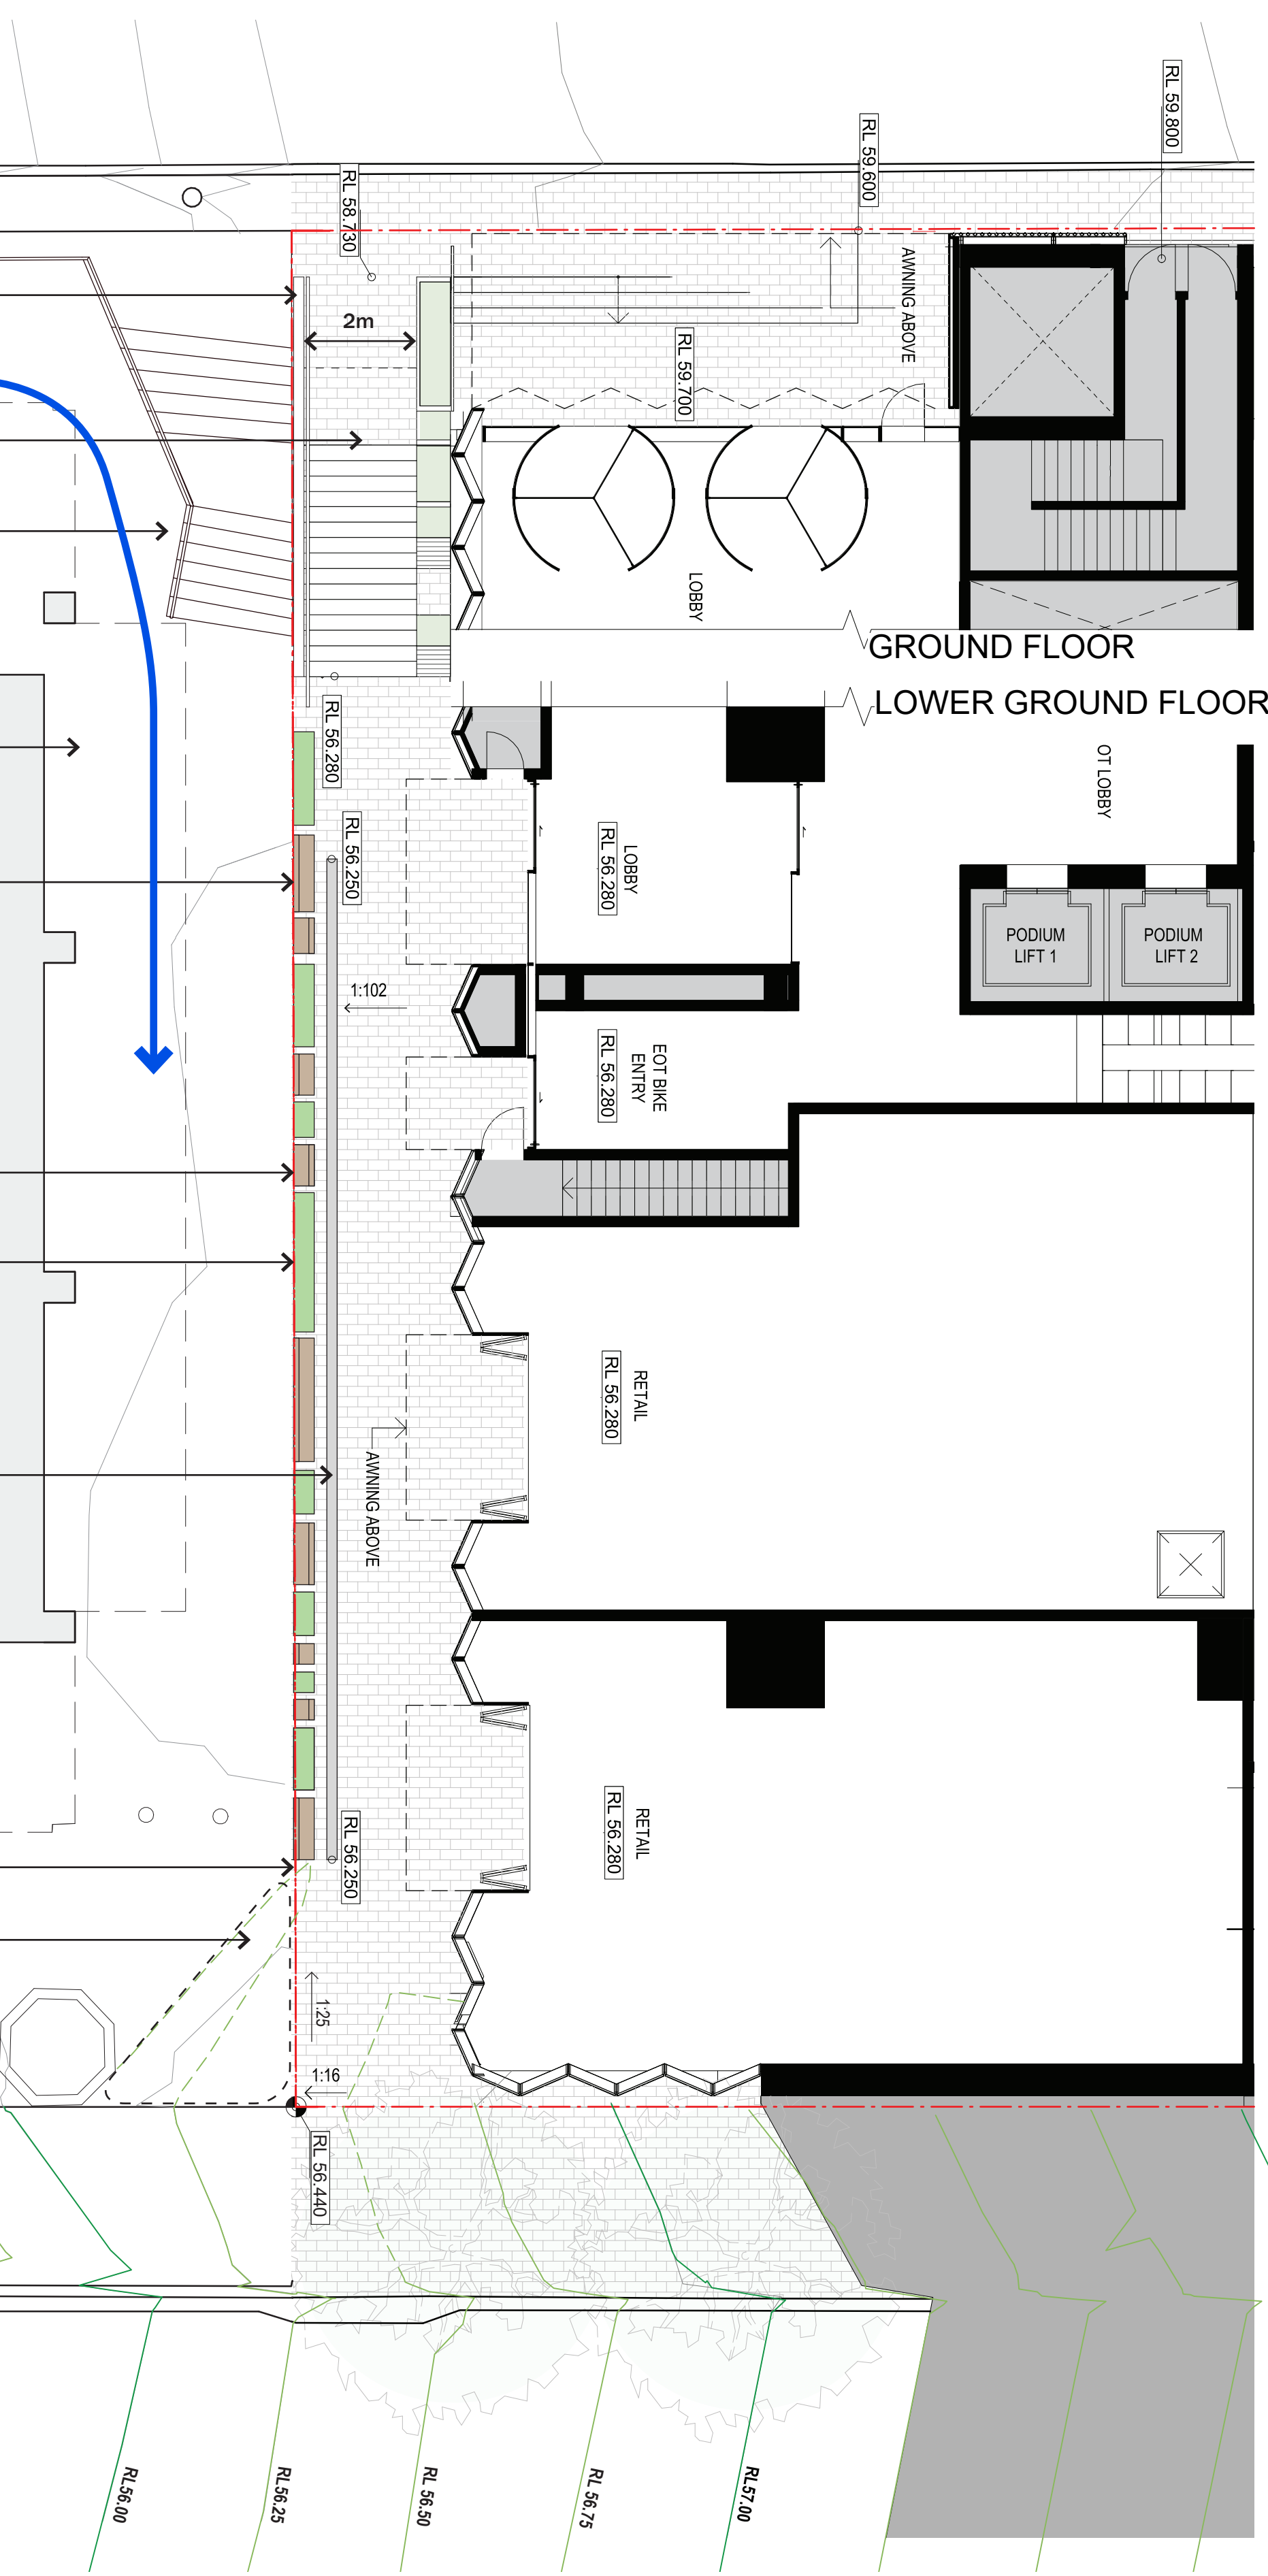 RL 59.800
RL 59.600
RL 58.730
AWNING ABOVE
2m
RL 59.700
LOBBY
GROUND FLOOR
LOWER GROUND FLOOR
RL 56.280
OT LOBBY
RL 56.250
LOBBY
RL 56.280
PODIUM
LIFT 1
PODIUM
LIFT 2
1:102
EOT BIKE
ENTRY
RL 56.280
RETAIL
RL 56.280
AWNING ABOVE
RETAIL
RL 56.280
RL 56.250
1:25
1:16
RL 56.440
RL56.00
RL56.25
RL 56.50
RL 56.75
RL57.00